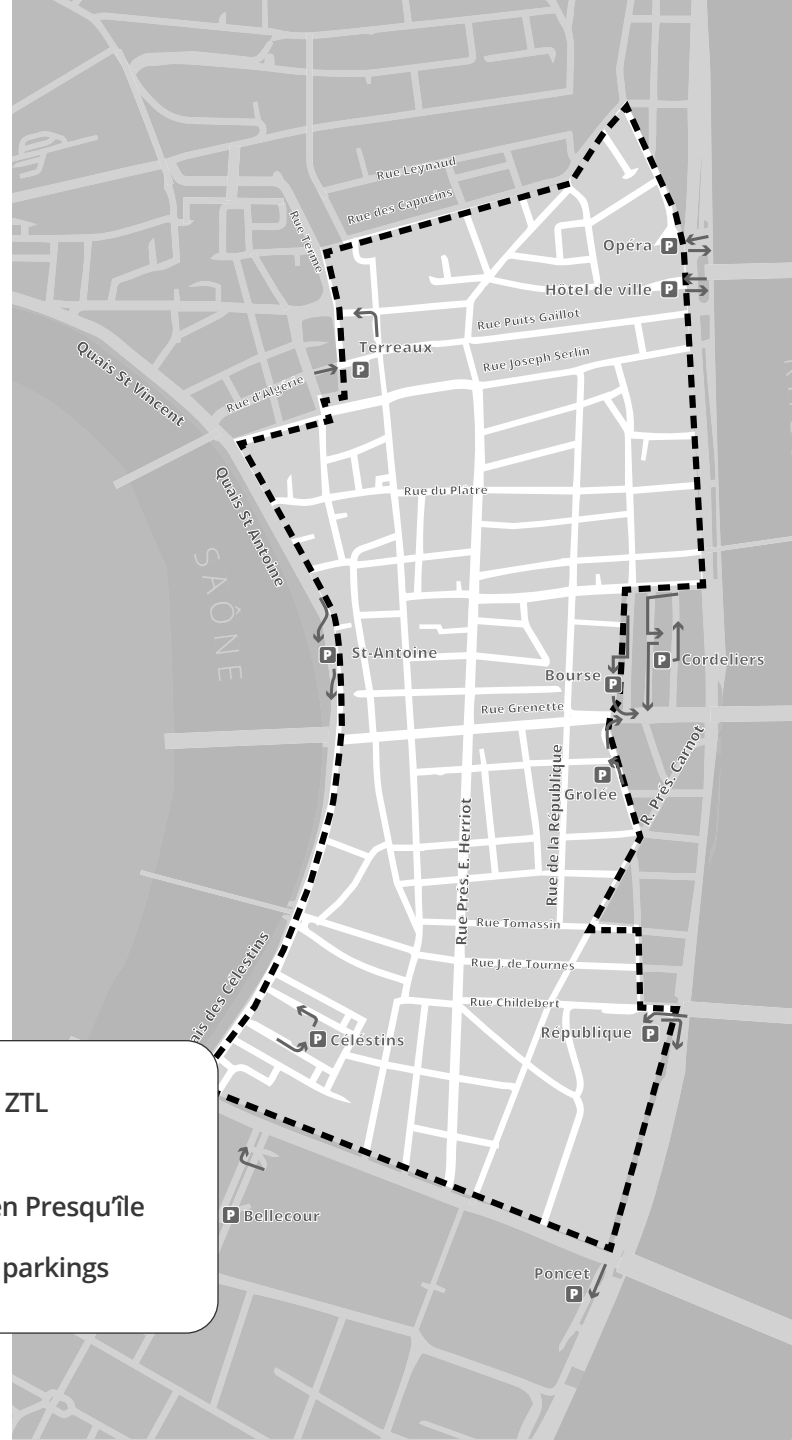 Rue Leynaud
Rue des Capucins
Rue Terme
Opéra P
Hôtel de ville P
Rue Puits Gaillot
Terreaux
P
Rue Joseph Serlin
Rue d'Algérie
Quais St Vincent
Quais St Antoine
Rue du Plâtre
SAÔNE
P St-Antoine
P Cordeliers
Bourse P
Rue Grenette
R. Prés. Carnot
P
Grolée
Rue de la République
Rue Prés. E. Herriot
Rue Tomassin
Rue J. de Tournes
Rue Childebert
des Célestins
République P
P Célestins
ZTL
en Presqu'île
parkings
P Bellecour
Poncet
P